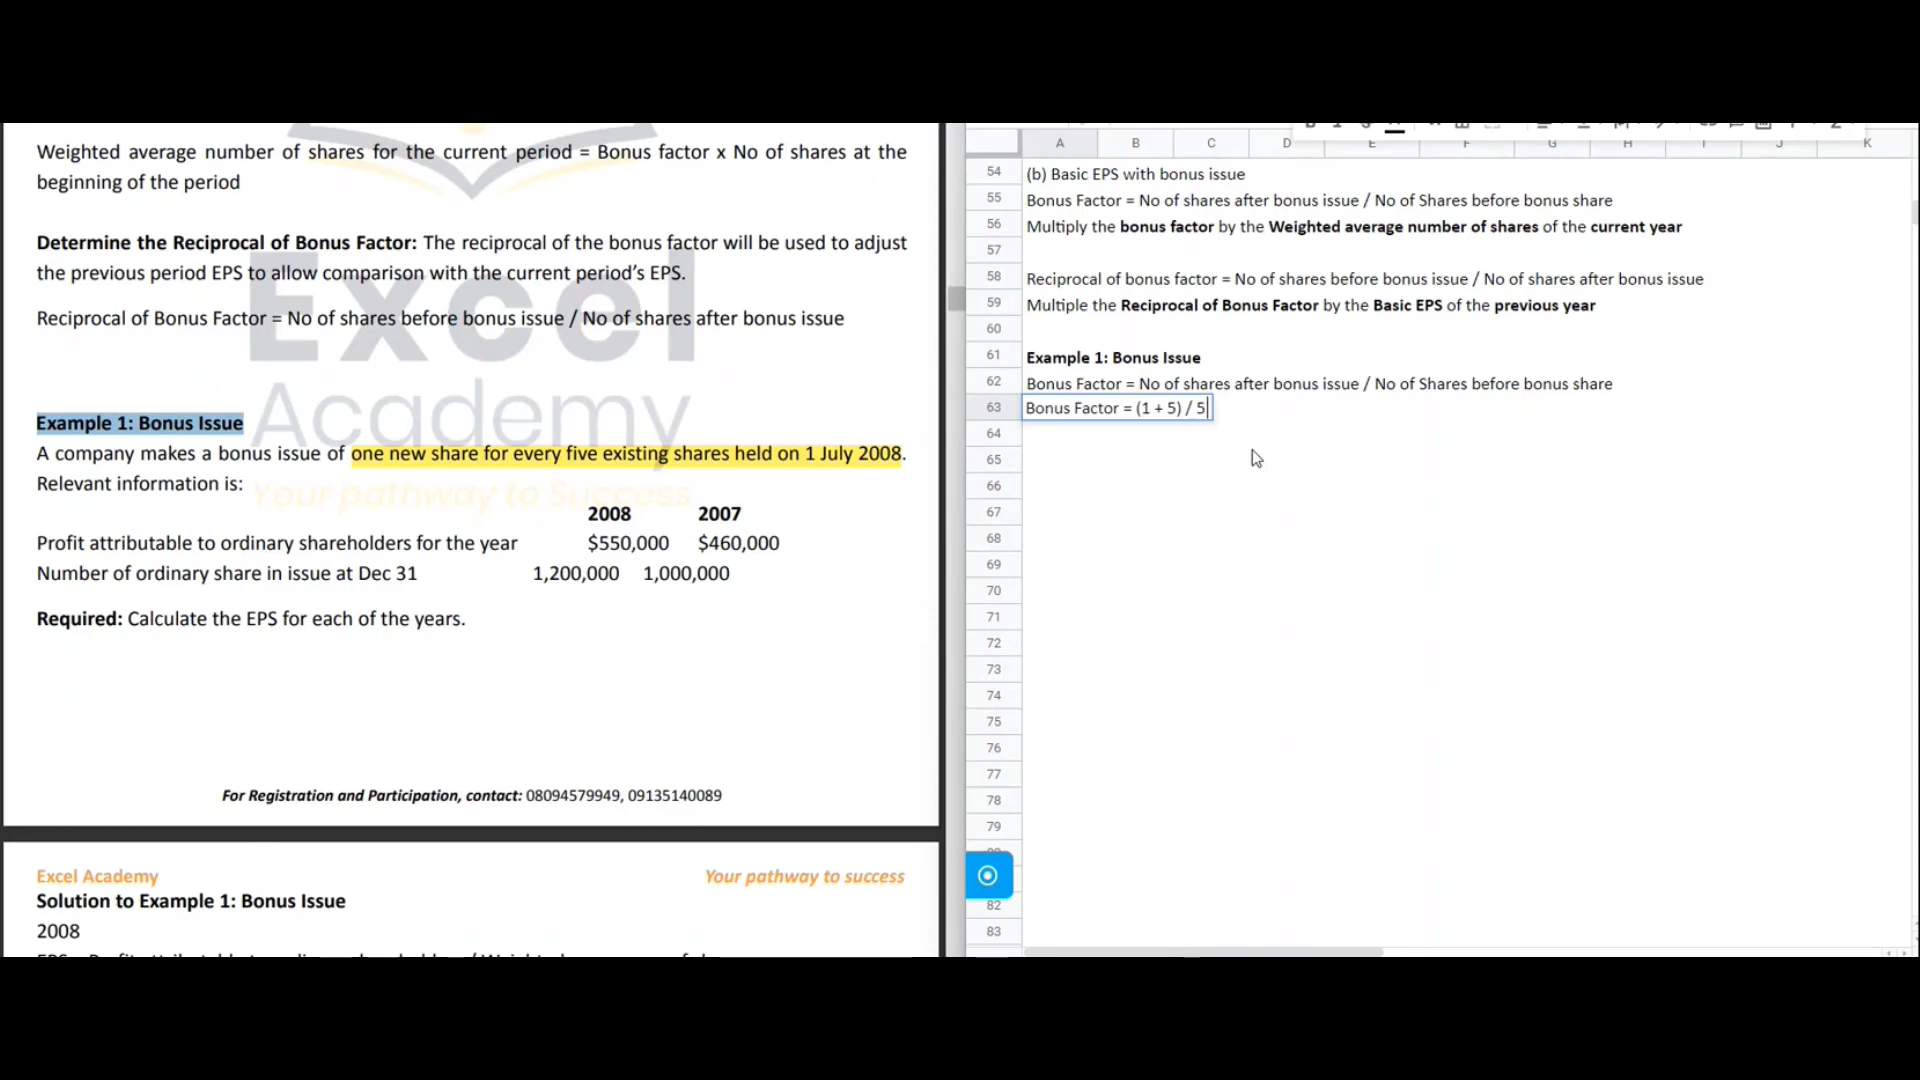 Weighted average number of shares for the current period = Bonus factor x No of shares at the
beginning of the period
Determine the Reciprocal of Bonus Factor: The reciprocal of the bonus factor will be used to adjust
the previous period EPS to allow comparison with the current period's EPS.
Reciprocal of Bonus Factor = No of shares before bonus issue / No of shares after bonus issue
Excel
Academy
Your pathway to Success
Example 1: Bonus Issue
A company makes a bonus issue of one new share for every five existing shares held on 1 July 2008.
Relevant information is:
2008 2007
Profit attributable to ordinary shareholders for the year $550,000 $460,000
Number of ordinary share in issue at Dec 31 1,200,000 1,000,000
Required: Calculate the EPS for each of the years.
For Registration and Participation, contact: 08094579949, 09135140089
Excel Academy Your pathway to success
Solution to Example 1: Bonus Issue
2008
A B C D E F G H I J K
54 (b) Basic EPS with bonus issue
55 Bonus Factor = No of shares after bonus issue / No of Shares before bonus share
56 Multiply the bonus factor by the Weighted average number of shares of the current year
57
58 Reciprocal of bonus factor = No of shares before bonus issue / No of shares after bonus issue
59 Multiple the Reciprocal of Bonus Factor by the Basic EPS of the previous year
60
61 Example 1: Bonus Issue
62 Bonus Factor = No of shares after bonus issue / No of Shares before bonus share
63 Bonus Factor = (1 + 5) / 5
64
65
66
67
68
69
70
71
72
73
74
75
76
77
78
79
82
83